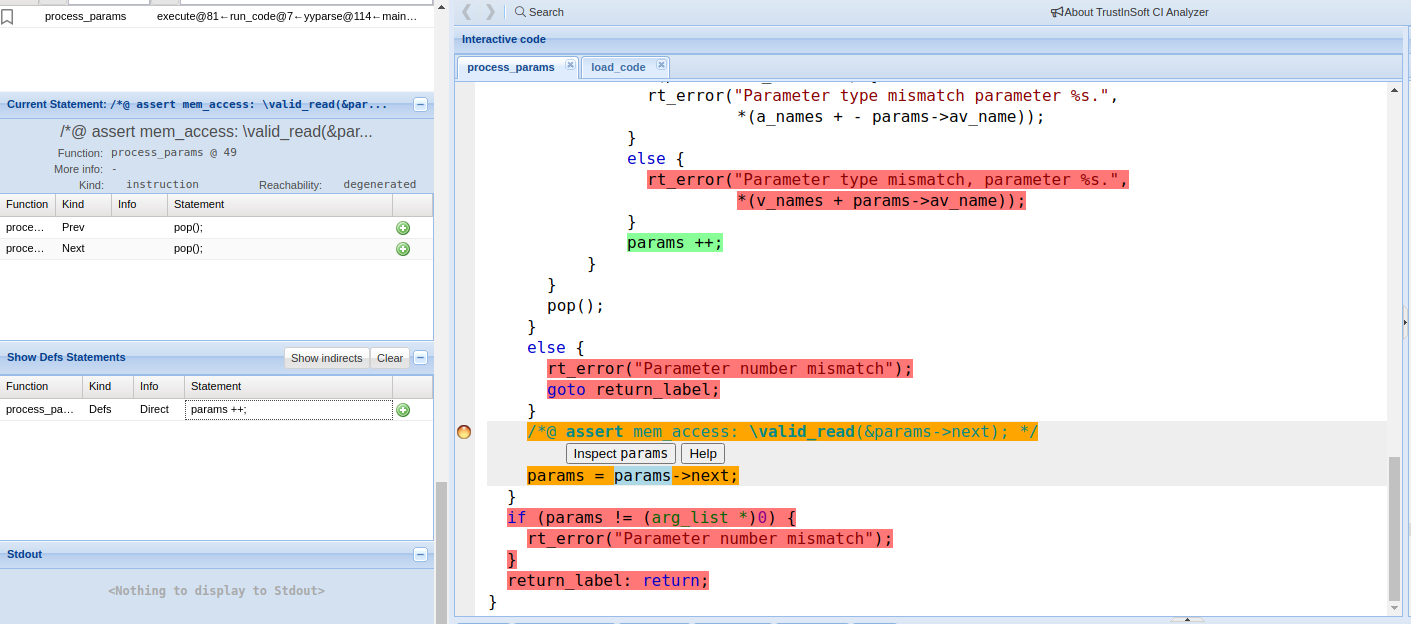 process_params execute@81←run_code@7←yyparse@114←main...
Current Statement: /*@ assert mem_access: \valid_read(&par...
/*@ assert mem_access: \valid_read(&par...
Function: process_params @ 49
More info: -
Kind: instruction Reachability: degenerated
Function Kind Info Statement
proce... Prev pop();
proce... Next pop();
Show Defs Statements Show indirects Clear
Function Kind Info Statement
process_pa... Defs Direct params ++;
Stdout
<Nothing to display to Stdout>
Search About TrustInSoft CI Analyzer
Interactive code
process_params load_code
rt_error("Parameter type mismatch parameter %s.",
*(a_names + - params->av_name));
}
else {
rt_error("Parameter type mismatch, parameter %s.",
*(v_names + params->av_name));
}
params ++;
}
}
pop();
}
else {
rt_error("Parameter number mismatch");
goto return_label;
}
/*@ assert mem_access: \valid_read(&params->next); */
Inspect params Help
params = params->next;
}
if (params != (arg_list *)0) {
rt_error("Parameter number mismatch");
}
return_label: return;
}